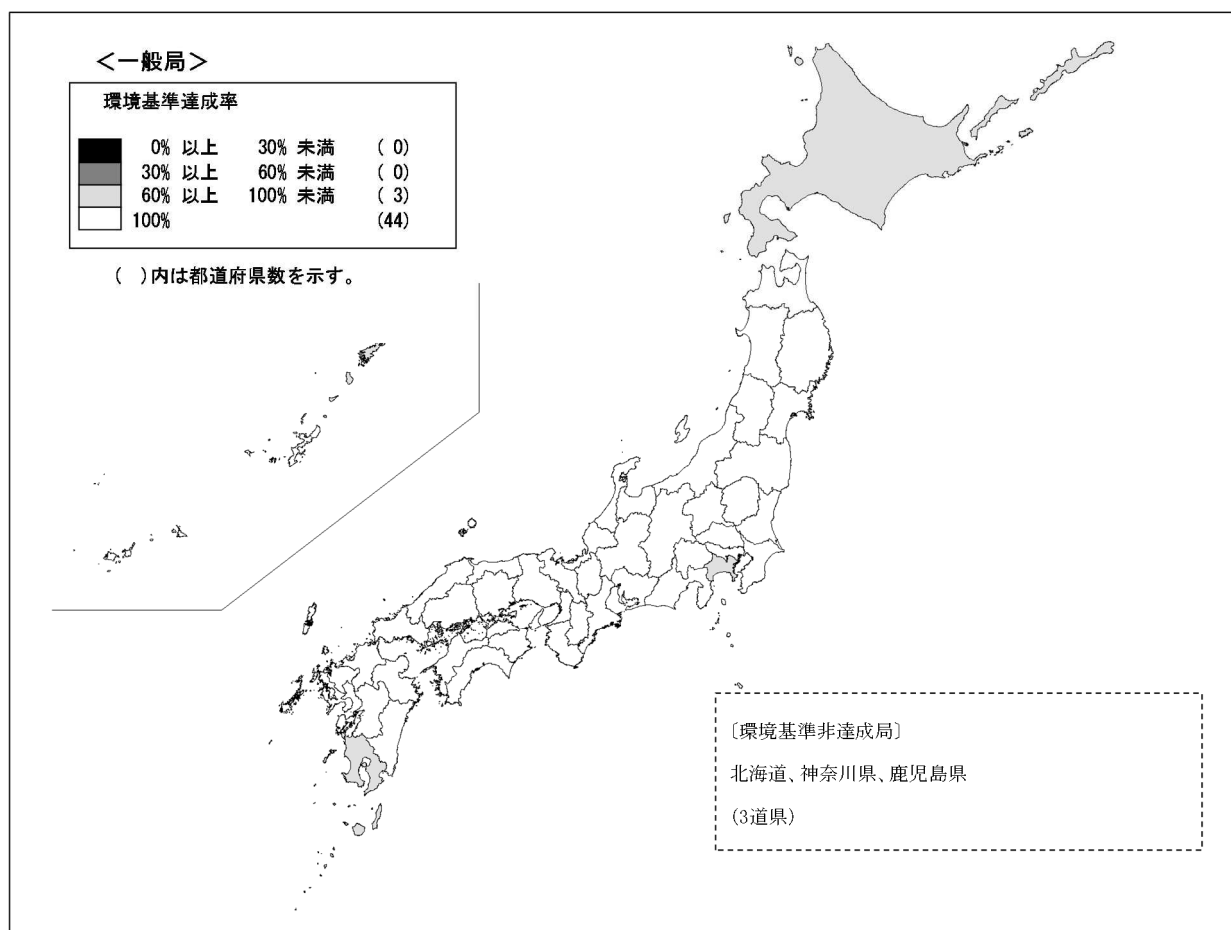 ＜一般局＞
環境基準達成率
0% 以上 30% 未満 ( 0)
30% 以上 60% 未満 ( 0)
60% 以上 100% 未満 ( 3)
100% (44)
( )内は都道府県数を示す。
〔環境基準非達成局〕
北海道、神奈川県、鹿児島県
(3道県)